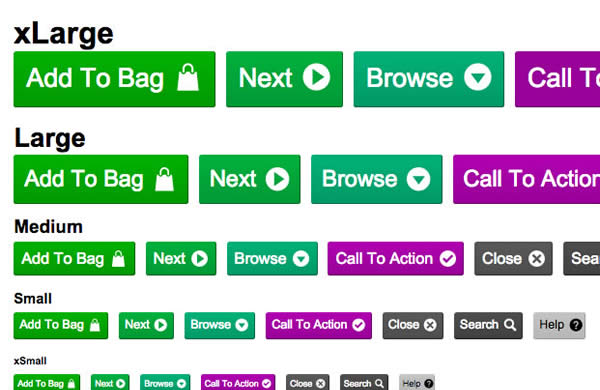 xLarge
Add To Bag Next Browse Call To
Large
Add To Bag Next Browse Call To Action
Medium
Add To Bag Next Browse Call To Action Close Sea
Small
Add To Bag Next Browse Call To Action Close Search Help
xSmall
Add To Bag Next Browse Call To Action Close Search Help